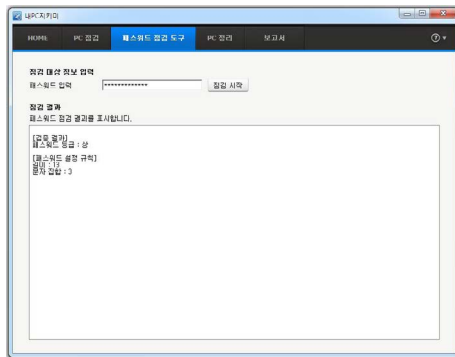 내PC지키미
HOME PC 점검 패스워드 점검 도구 PC 정리 보고서
점검 대상 정보 입력
패스워드 입력 ************* 점검 시작
점검 결과
패스워드 점검 결과를 표시합니다.
[검증 결과]
패스워드 등급 : 상
[패스워드 설정 규칙]
길이 : 13
문자 집합 : 3